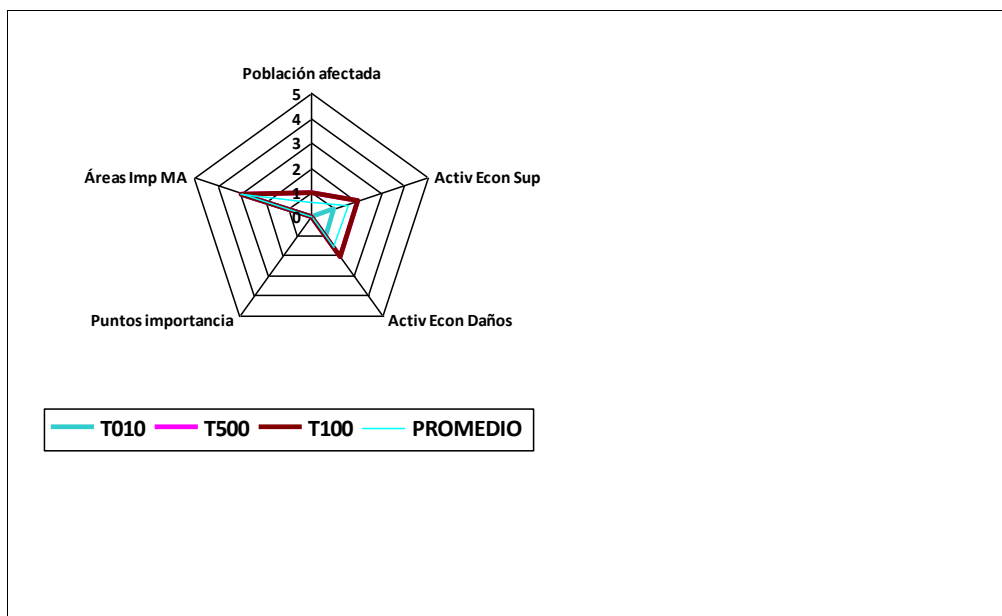 Población afectada
5
4
3
2
1
0
Áreas Imp MA
Activ Econ Sup
Puntos importancia
Activ Econ Daños
T010 T500 T100 PROMEDIO